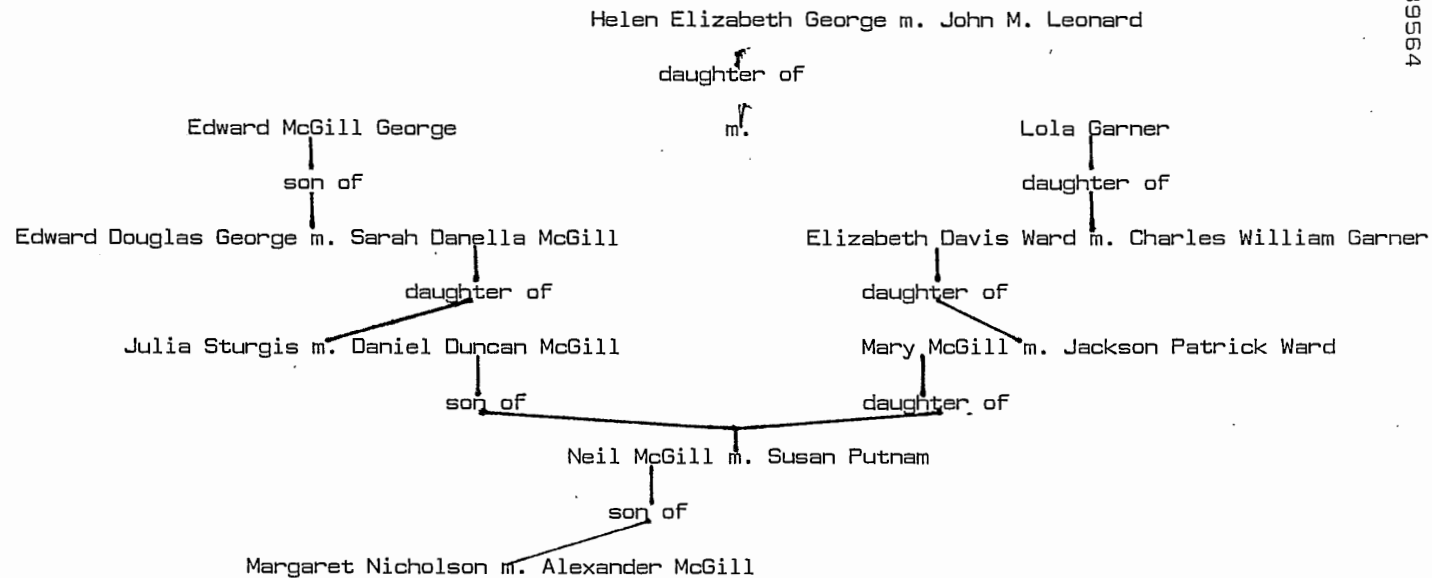 Helen Elizabeth George m. John M. Leonard
daughter of
Edward McGill George m. Lola Garner
son of daughter of
Edward Douglas George m. Sarah Danella McGill Elizabeth Davis Ward m. Charles William Garner
daughter of daughter of
Julia Sturgis m. Daniel Duncan McGill Mary McGill m. Jackson Patrick Ward
son of daughter of
Neil McGill m. Susan Putnam
son of
Margaret Nicholson m. Alexander McGill